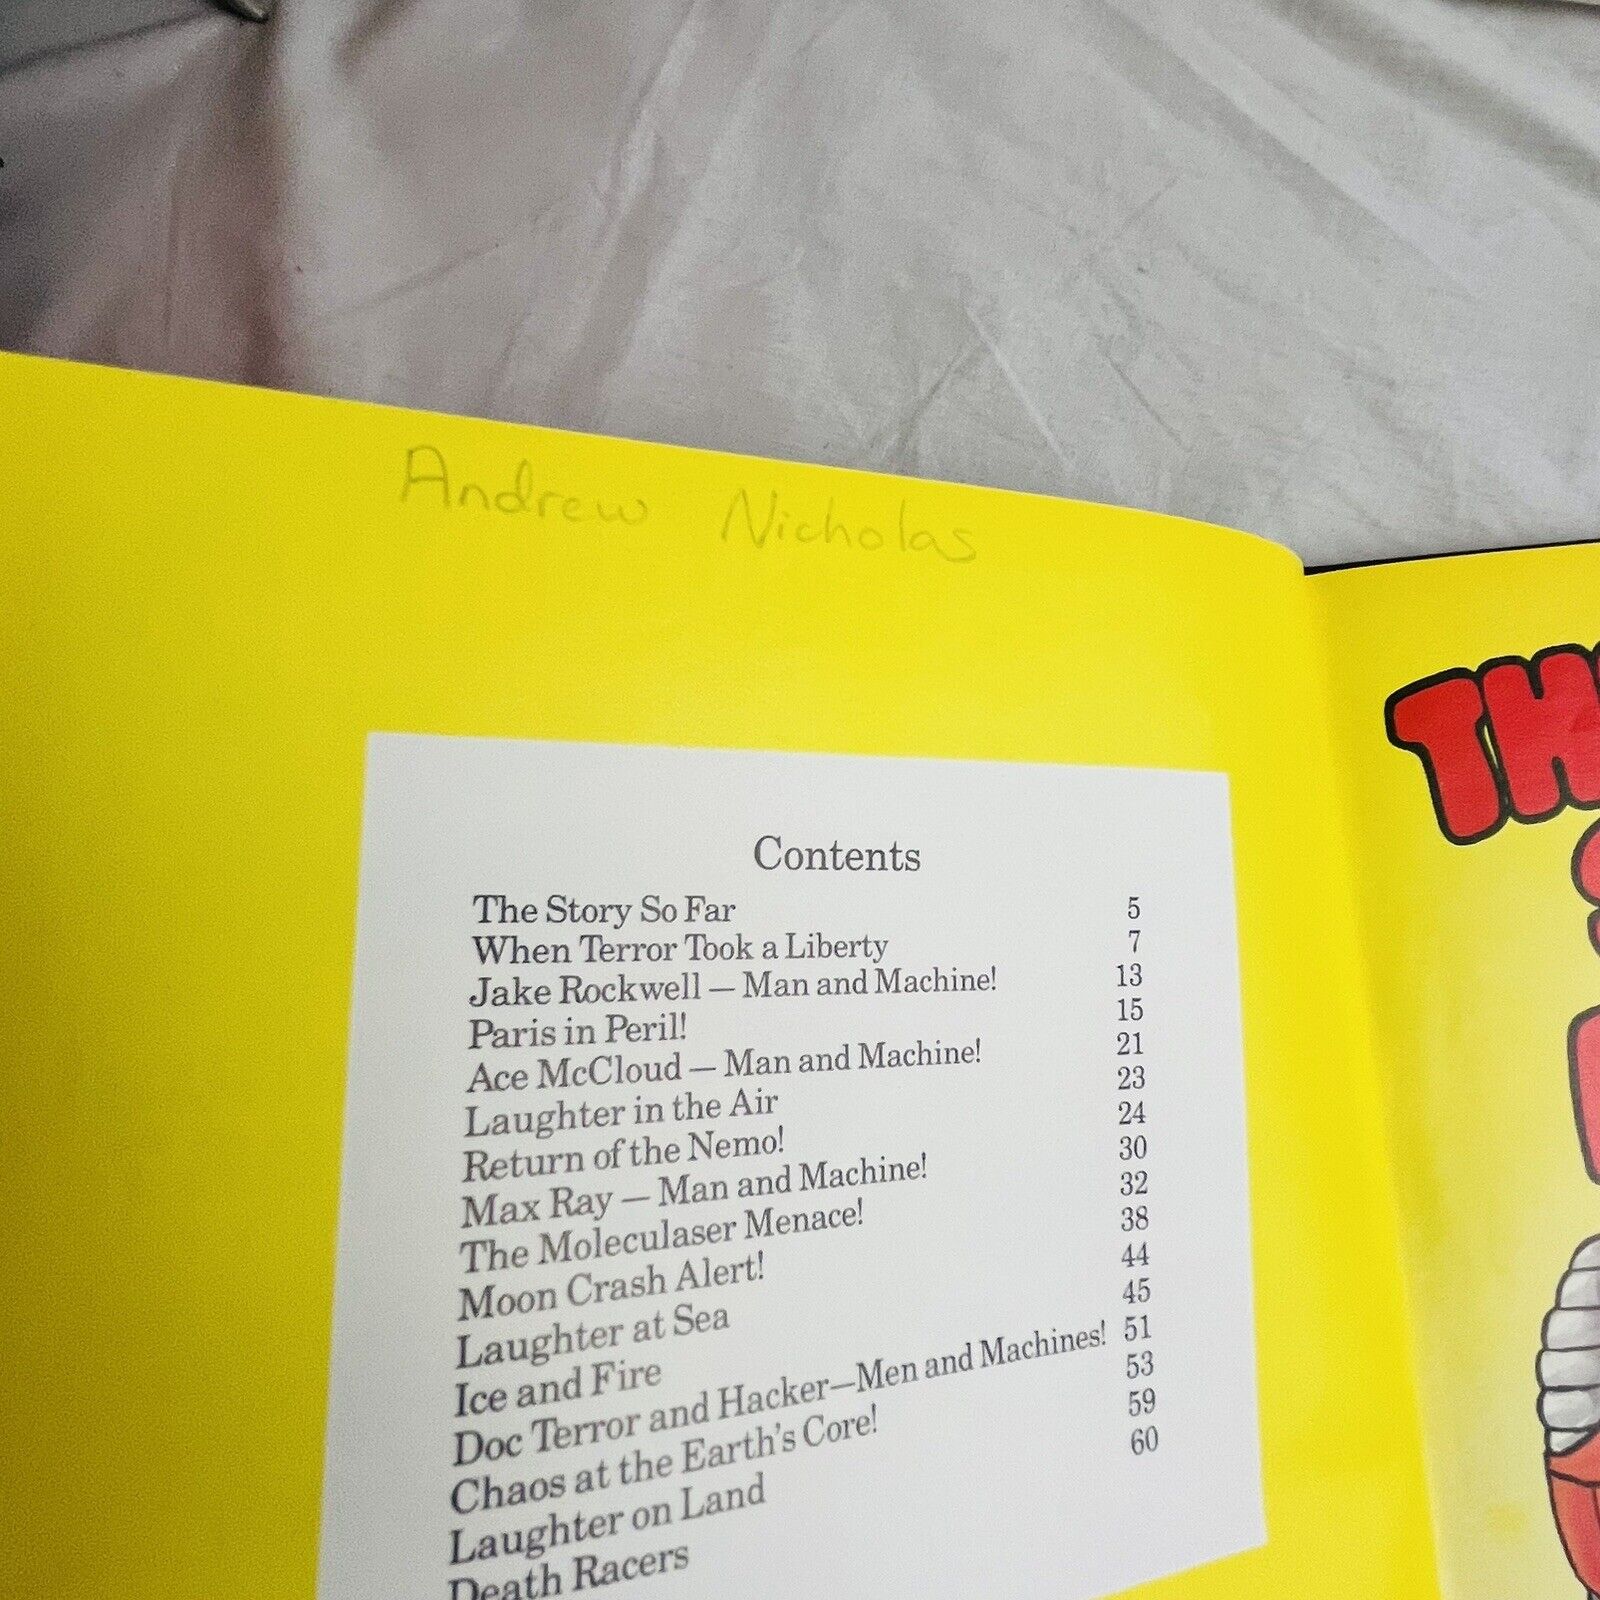 Andrew Nicholas
Contents
The Story So Far 5
When Terror Took a Liberty 7
Jake Rockwell — Man and Machine! 13
Paris in Peril! 15
Ace McCloud — Man and Machine! 21
Laughter in the Air 23
Return of the Nemo! 24
Max Ray — Man and Machine! 30
The Moleculaser Menace! 32
Moon Crash Alert! 38
Laughter at Sea 44
Ice and Fire 45
Doc Terror and Hacker—Men and Machines! 51
Chaos at the Earth's Core! 53
Laughter on Land 59
Death Racers 60